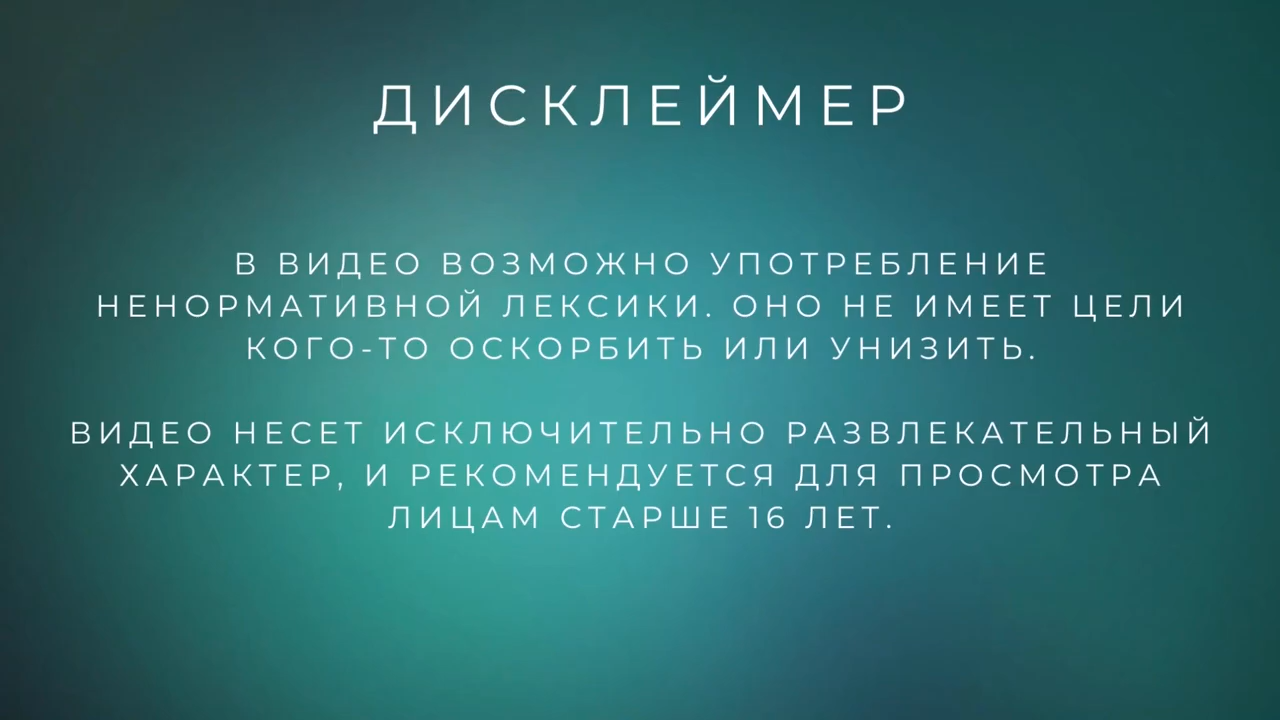 ДИСКЛЕЙМЕР
В ВИДЕО ВОЗМОЖНО УПОТРЕБЛЕНИЕ
НЕНОРМАТИВНОЙ ЛЕКСИКИ. ОНО НЕ ИМЕЕТ ЦЕЛИ
КОГО-ТО ОСКОРБИТЬ ИЛИ УНИЗИТЬ.
ВИДЕО НЕСЕТ ИСКЛЮЧИТЕЛЬНО РАЗВЛЕКАТЕЛЬНЫЙ
ХАРАКТЕР, И РЕКОМЕНДУЕТСЯ ДЛЯ ПРОСМОТРА
ЛИЦАМ СТАРШЕ 16 ЛЕТ.